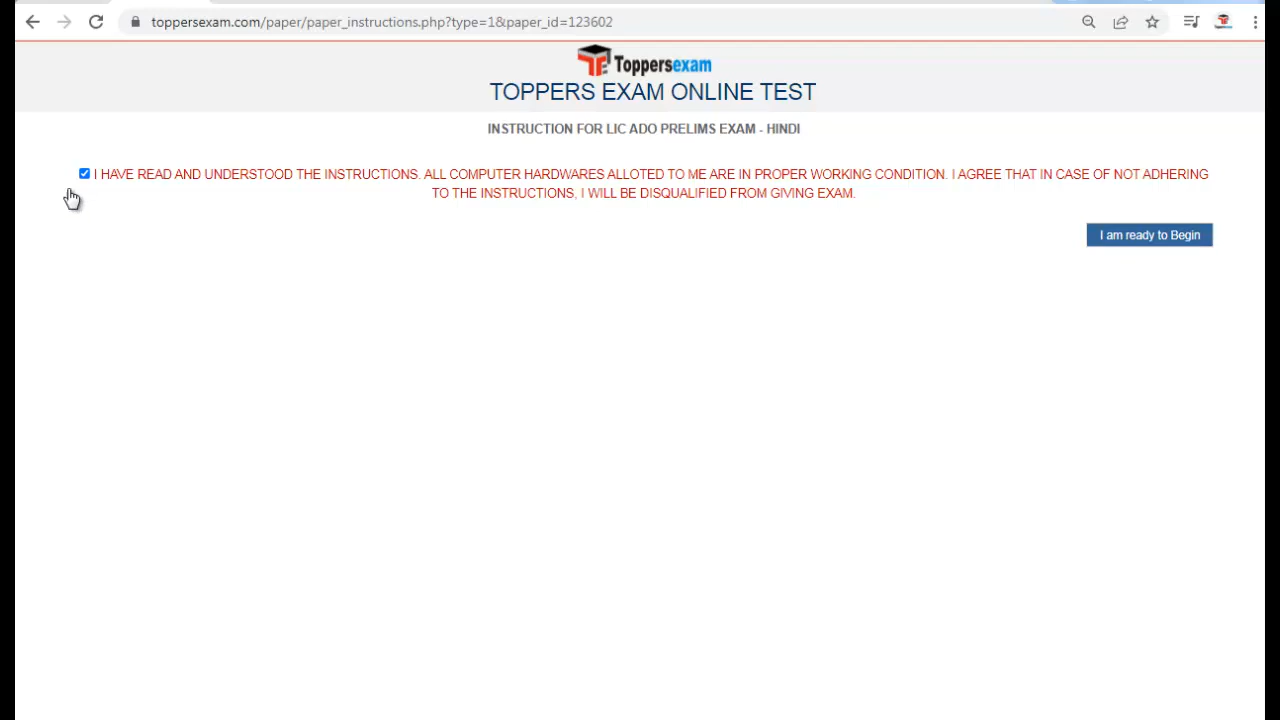 toppersexam.com/paper/paper_instructions.php?type=1&paper_id=123602
Toppersexam
TOPPERS EXAM ONLINE TEST
INSTRUCTION FOR LIC ADO PRELIMS EXAM - HINDI
I HAVE READ AND UNDERSTOOD THE INSTRUCTIONS. ALL COMPUTER HARDWARES ALLOTED TO ME ARE IN PROPER WORKING CONDITION. I AGREE THAT IN CASE OF NOT ADHERING
TO THE INSTRUCTIONS, I WILL BE DISQUALIFIED FROM GIVING EXAM.
I am ready to Begin